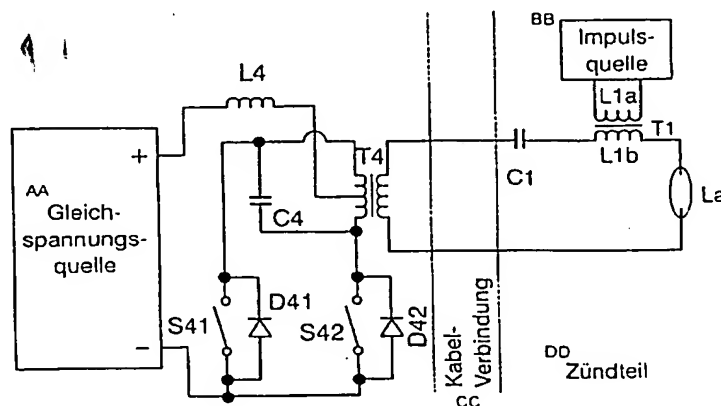 BB
Impuls-
quelle
L1a
T1
L1b
L4
C1
La
T4
C4
+
AA
Gleich-
spannungs-
quelle
−
S41
D41
S42
D42
Kabel-
Verbindung
CC
DD
Zündteil